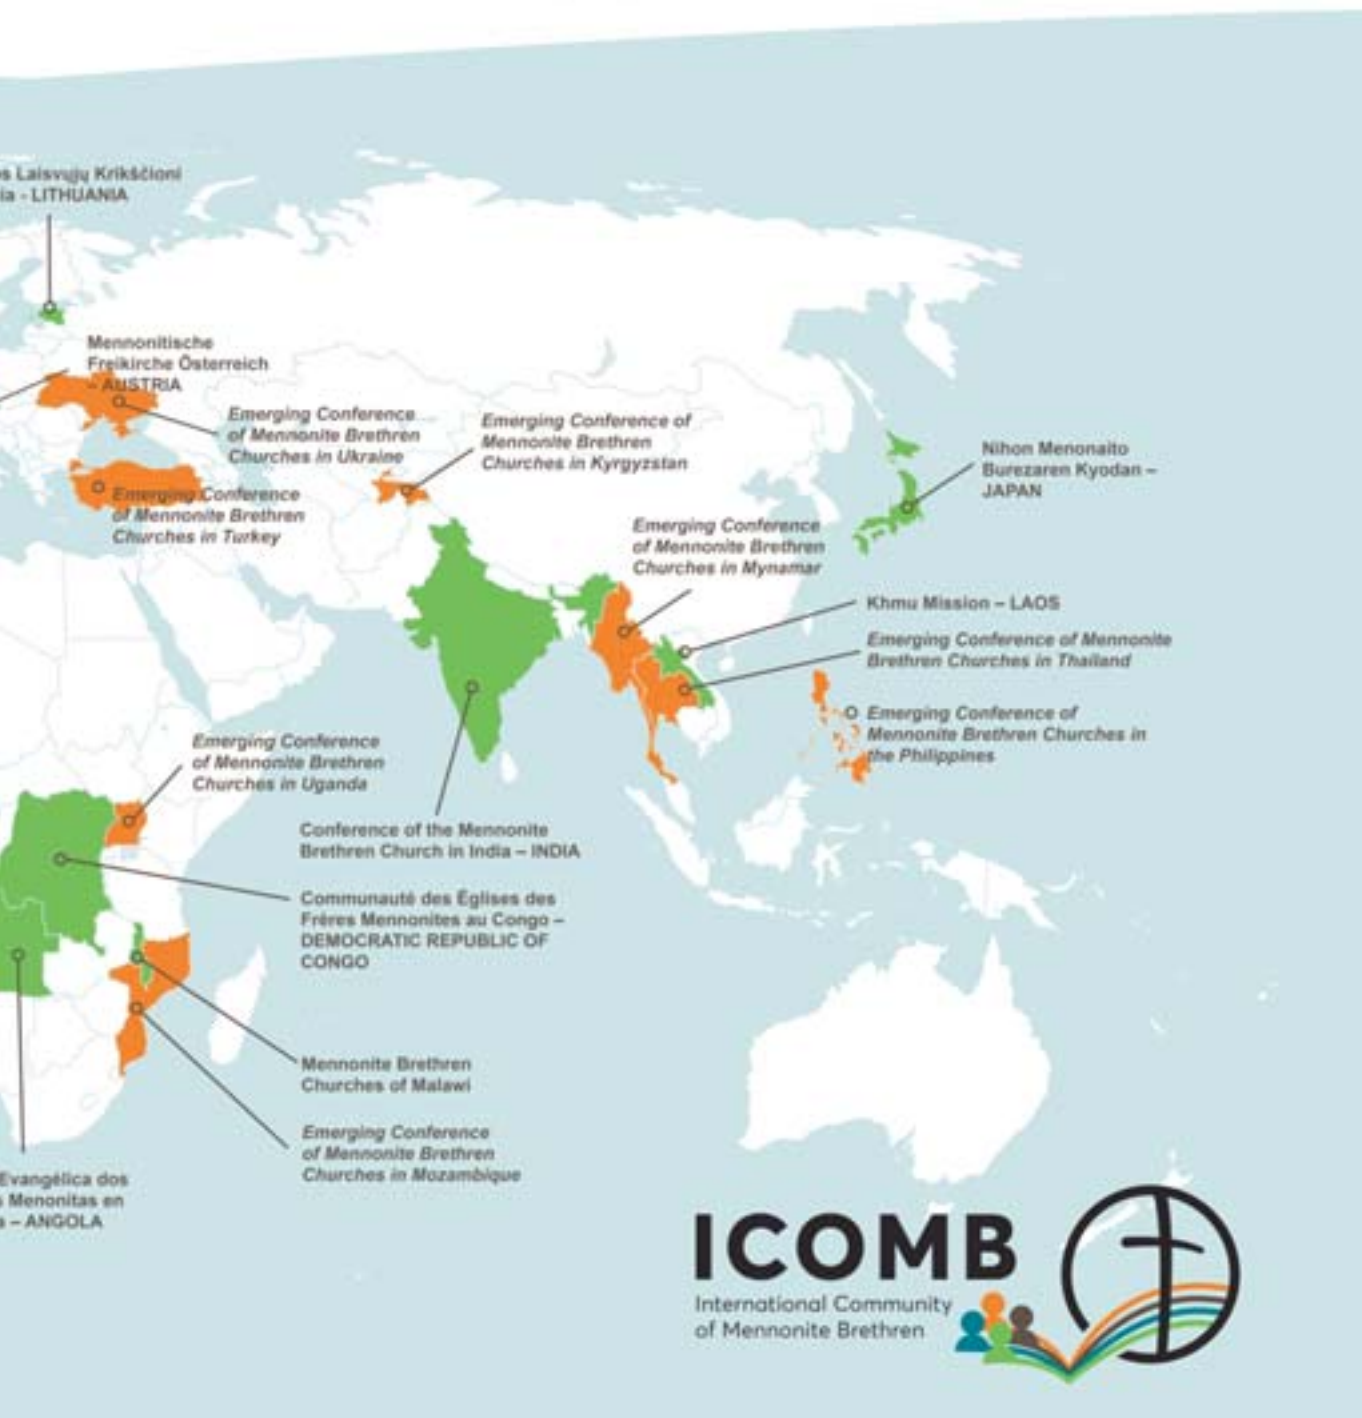 s Laisvųjų Krikščioni
ia - LITHUANIA
Mennonitische
Freikirche Österreich
– AUSTRIA
Emerging Conference
of Mennonite Brethren
Churches in Ukraine
Emerging Conference of
Mennonite Brethren
Churches in Kyrgyzstan
Nihon Menonaito
Burezaren Kyodan –
JAPAN
Emerging Conference
of Mennonite Brethren
Churches in Turkey
Emerging Conference
of Mennonite Brethren
Churches in Mynamar
Khmu Mission – LAOS
Emerging Conference of Mennonite
Brethren Churches in Thailand
Emerging Conference of
Mennonite Brethren Churches in
the Philippines
Emerging Conference
of Mennonite Brethren
Churches in Uganda
Conference of the Mennonite
Brethren Church in India – INDIA
Communauté des Églises des
Fréres Mennonites au Congo –
DEMOCRATIC REPUBLIC OF
CONGO
Mennonite Brethren
Churches of Malawi
Emerging Conference
of Mennonite Brethren
Churches in Mozambique
Evangélica dos
s Menonitas en
a – ANGOLA
ICOMB
International Community
of Mennonite Brethren